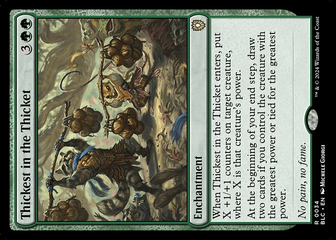 Thickest in the Thicket
3
Enchantment
When Thickest in the Thicket enters, put
X +1/+1 counters on target creature,
where X is that creature's power.
At the beginning of your end step, draw
two cards if you control the creature with
the greatest power or tied for the greatest
power.
No pain, no fame.
R 0034
BLC • EN MICHELE GIORGI
™ & © 2024 Wizards of the Coast